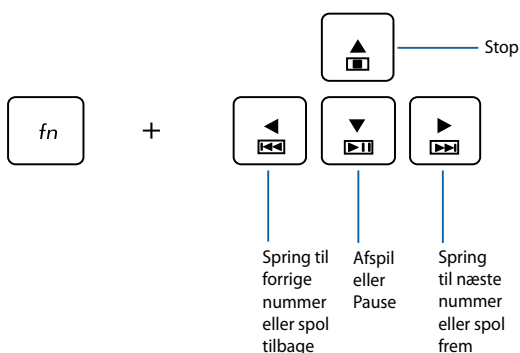 Stop
fn
+
Spring til
forrige
nummer
eller spol
tilbage
Afspil
eller
Pause
Spring
til næste
nummer
eller spol
frem